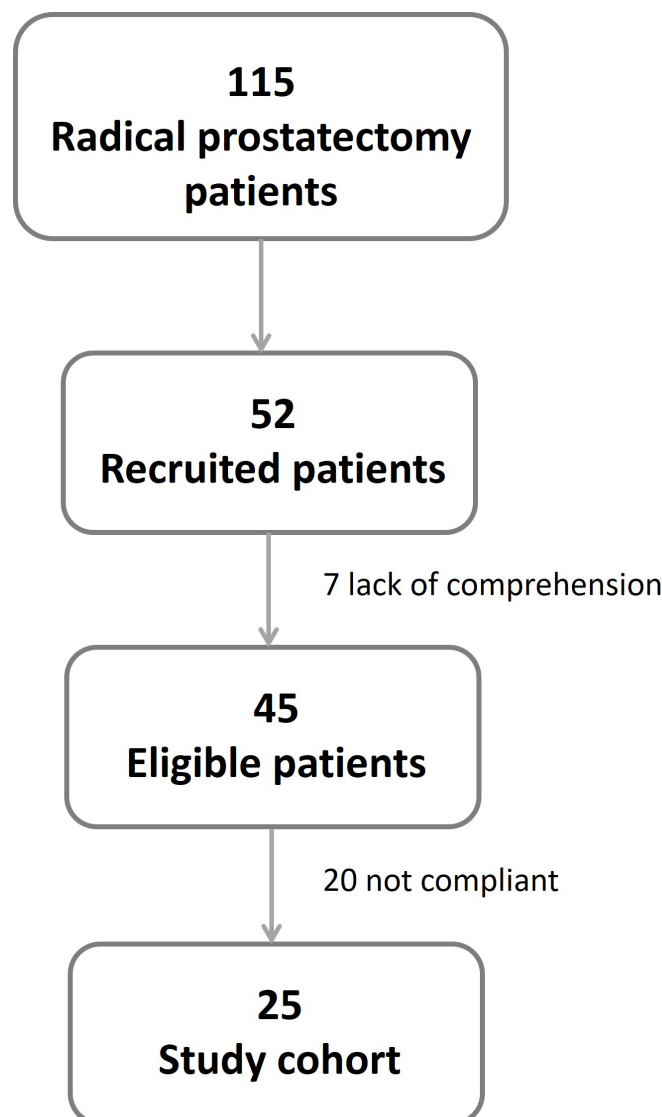 115
Radical prostatectomy
patients
52
Recruited patients
7 lack of comprehension
45
Eligible patients
20 not compliant
25
Study cohort